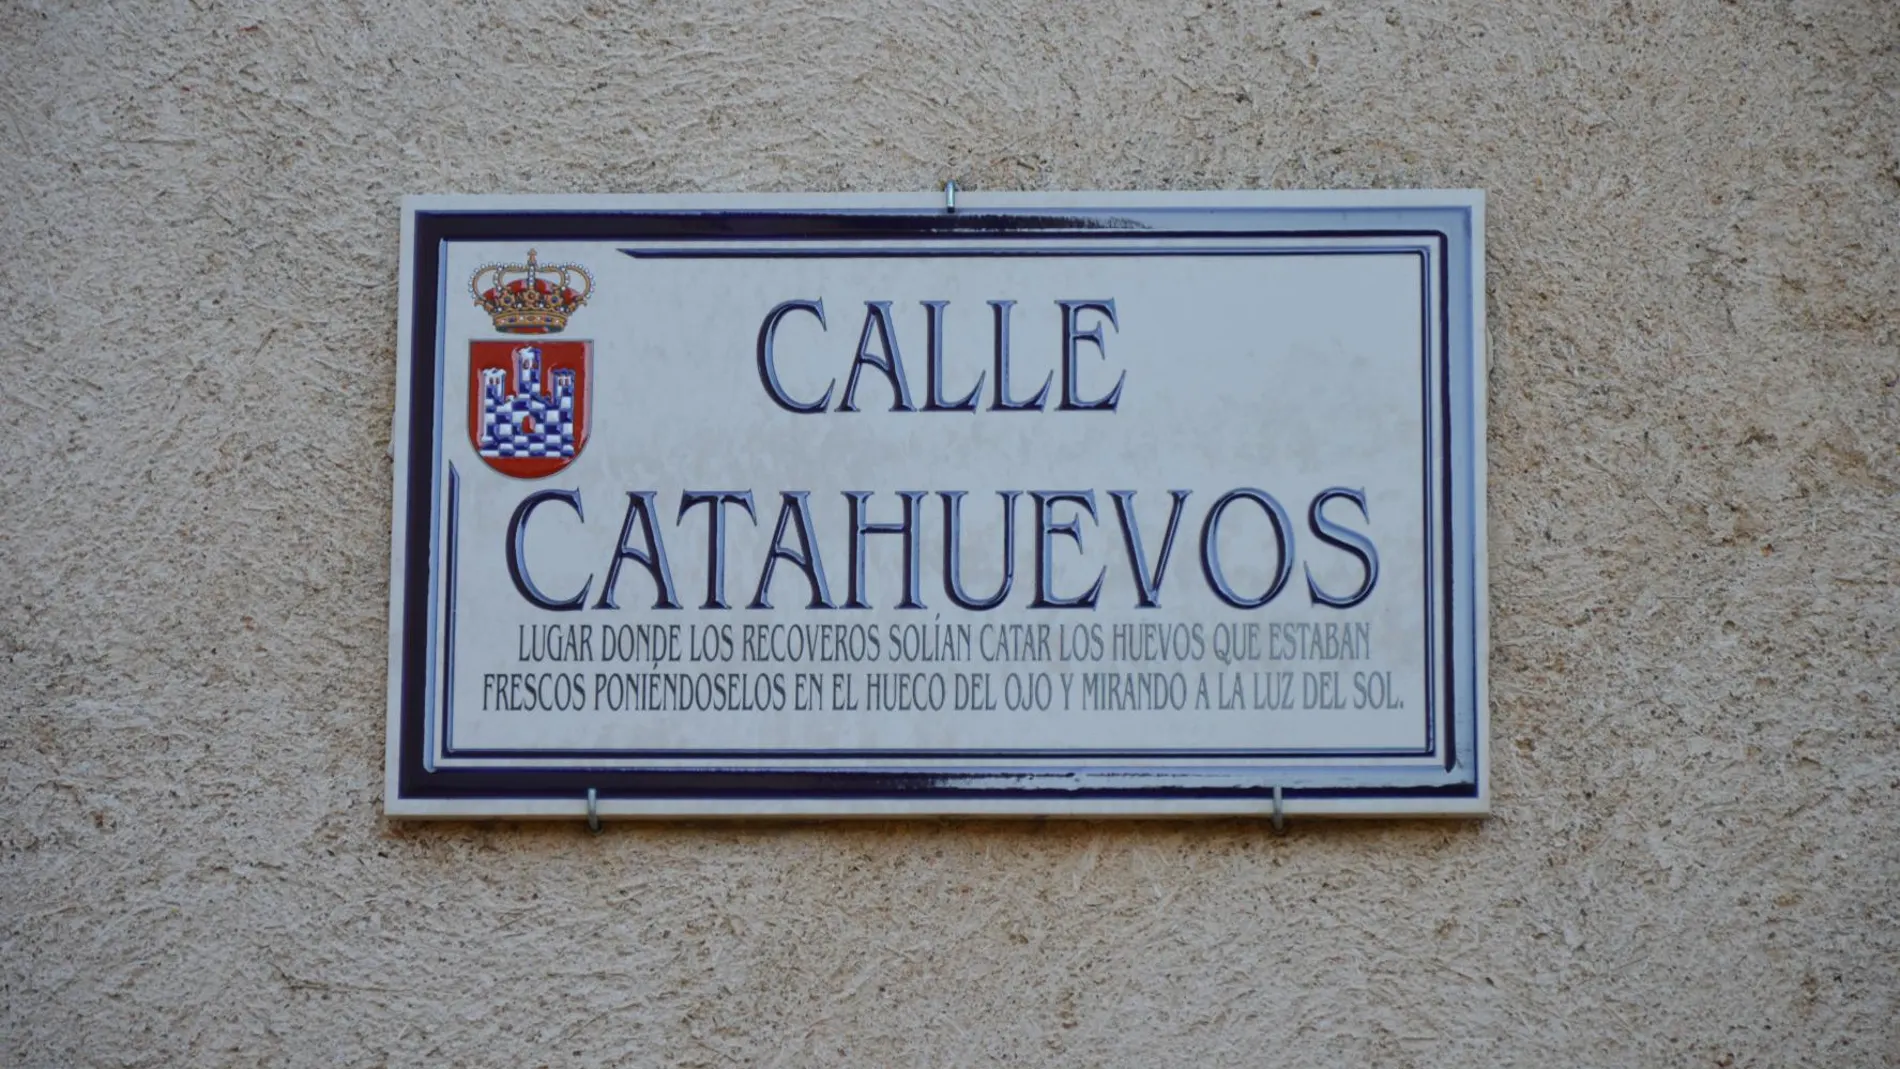 CALLE
CATAHUEVOS
LUGAR DONDE LOS RECOVEROS SOLÍAN CATAR LOS HUEVOS QUE ESTABAN
FRESCOS PONIÉNDOSELOS EN EL HUECO DEL OJO Y MIRANDO A LA LUZ DEL SOL.